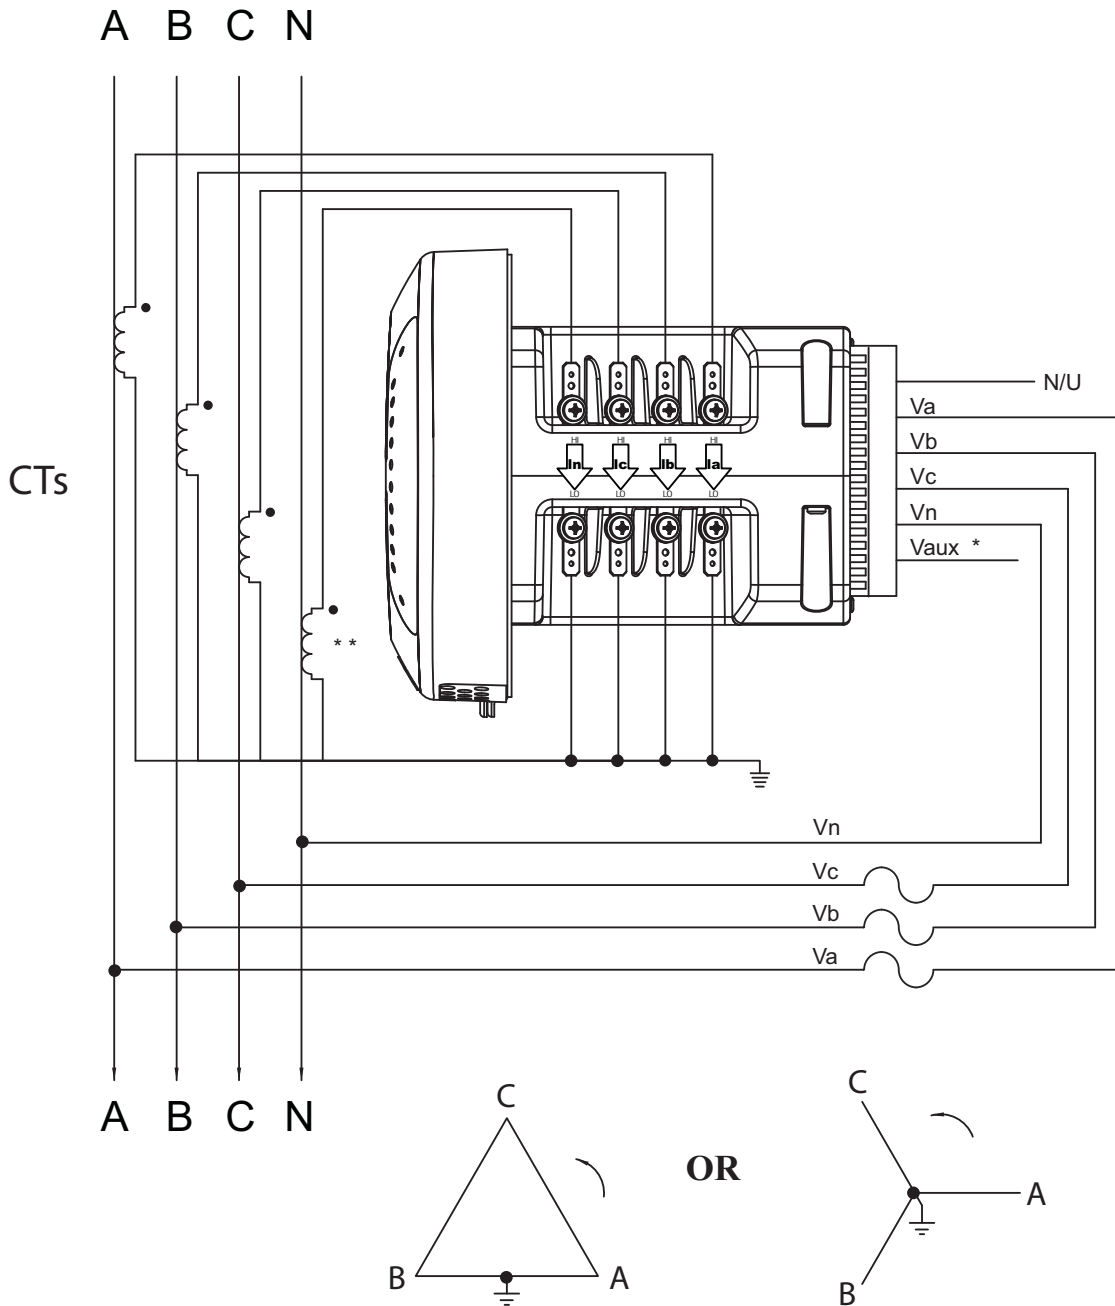 A B C N
N/U
Va
Vb
Vc
Vn
Vaux *
HI HI HI HI
In Ic Ib Ia
LO LO LO LO
CTs
* *
Vn
Vc
Vb
Va
A B C N
C
B
A
OR
C
A
B